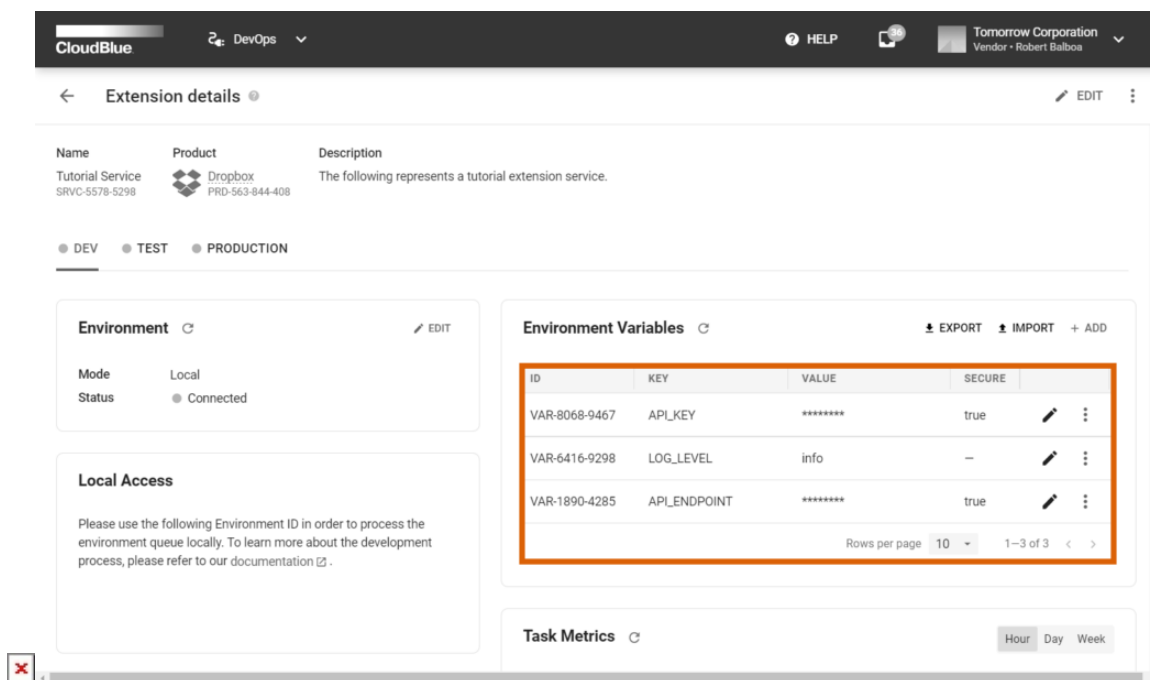 CloudBlue
DevOps
HELP
36
Tomorrow Corporation
Vendor • Robert Balboa
Extension details
EDIT
Name
Product
Description
Tutorial Service
SRVC-5578-5298
Dropbox
PRD-563-844-408
The following represents a tutorial extension service.
DEV
TEST
PRODUCTION
Environment
EDIT
Mode Local
Status Connected
Local Access
Please use the following Environment ID in order to process the
environment queue locally. To learn more about the development
process, please refer to our documentation .
Environment Variables
EXPORT
IMPORT
+ ADD
ID KEY VALUE SECURE
VAR-8068-9467 API_KEY ******** true
VAR-6416-9298 LOG_LEVEL info –
VAR-1890-4285 API_ENDPOINT ******** true
Rows per page 10 1–3 of 3 < >
Task Metrics
Hour Day Week